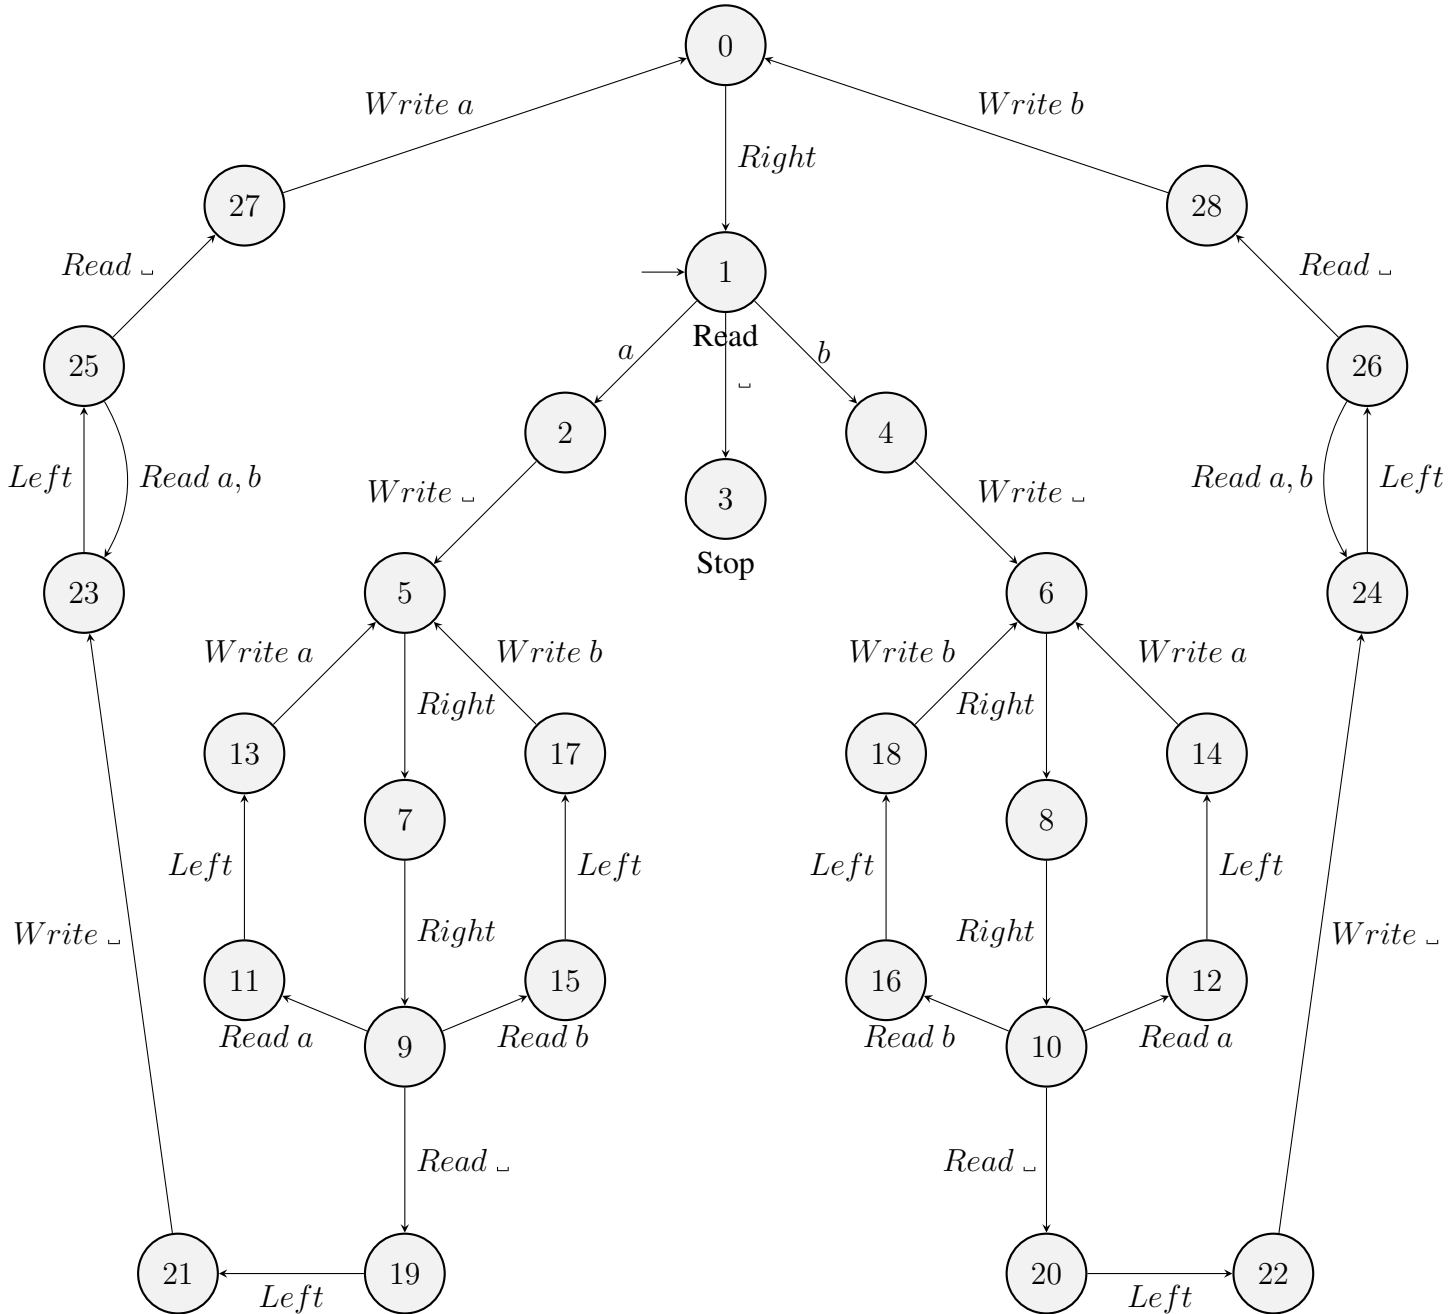 0
Write a
Write b
Right
27
28
Read ␣
Read ␣
1
Read
a
b
␣
25
26
2
4
Left
Read a, b
Read a, b
Left
Write ␣
3
Write ␣
Stop
23
5
6
24
Write a
Write b
Write b
Write a
Right
Right
13
17
18
14
7
8
Left
Left
Left
Left
Write ␣
Right
Right
Write ␣
11
15
16
12
Read a
9
Read b
Read b
10
Read a
Read ␣
Read ␣
21
19
20
22
Left
Left